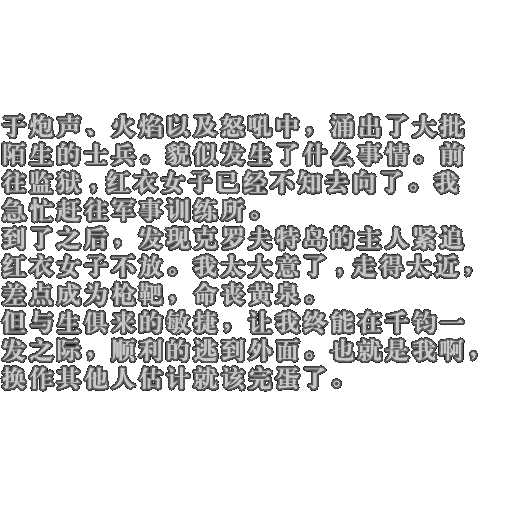 于炮声、火焰以及怒吼中，涌出了大批
陌生的士兵。貌似发生了什么事情。前
往监狱，红衣女子已经不知去向了。我
急忙赶往军事训练所。
到了之后，发现克罗夫特岛的主人紧追
红衣女子不放。我太大意了，走得太近，
差点成为枪靶，命丧黄泉。
但与生俱来的敏捷，让我终能在千钧一
发之际，顺利的逃到外面。也就是我啊，
换作其他人估计就该完蛋了。